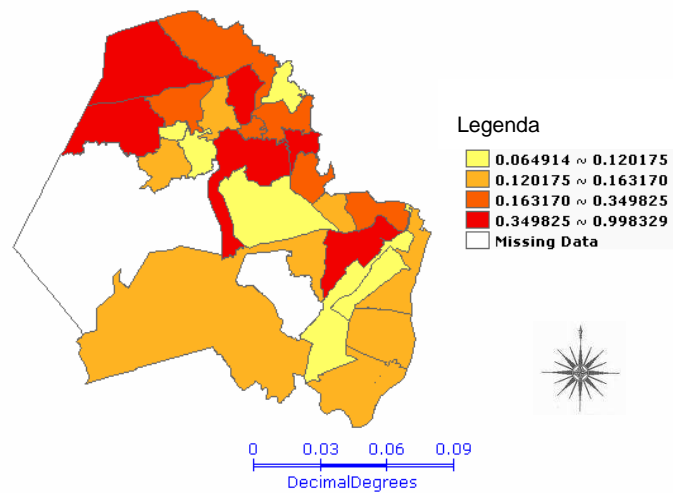 Legenda
0.064914 ~ 0.120175
0.120175 ~ 0.163170
0.163170 ~ 0.349825
0.349825 ~ 0.998329
Missing Data
0 0.03 0.06 0.09
DecimalDegrees